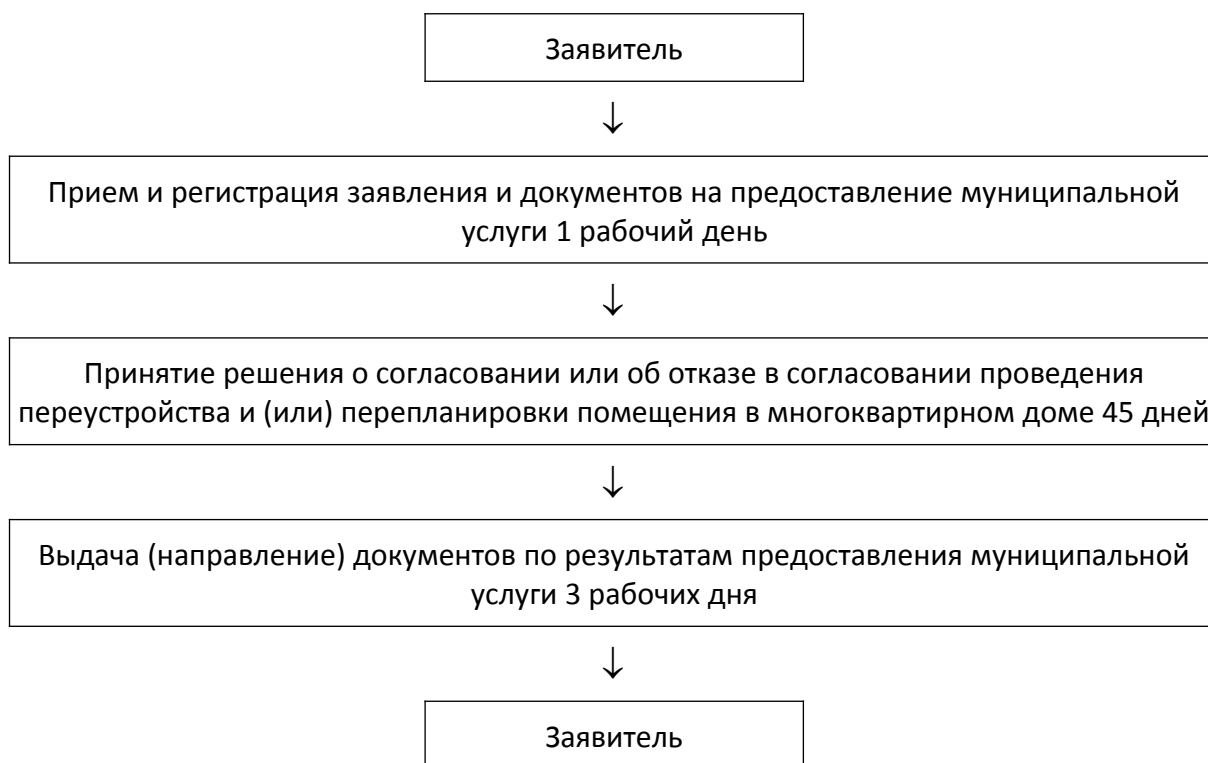 Заявитель
↓
Прием и регистрация заявления и документов на предоставление муниципальной
услуги 1 рабочий день
↓
Принятие решения о согласовании или об отказе в согласовании проведения
переустройства и (или) перепланировки помещения в многоквартирном доме 45 дней
↓
Выдача (направление) документов по результатам предоставления муниципальной
услуги 3 рабочих дня
↓
Заявитель